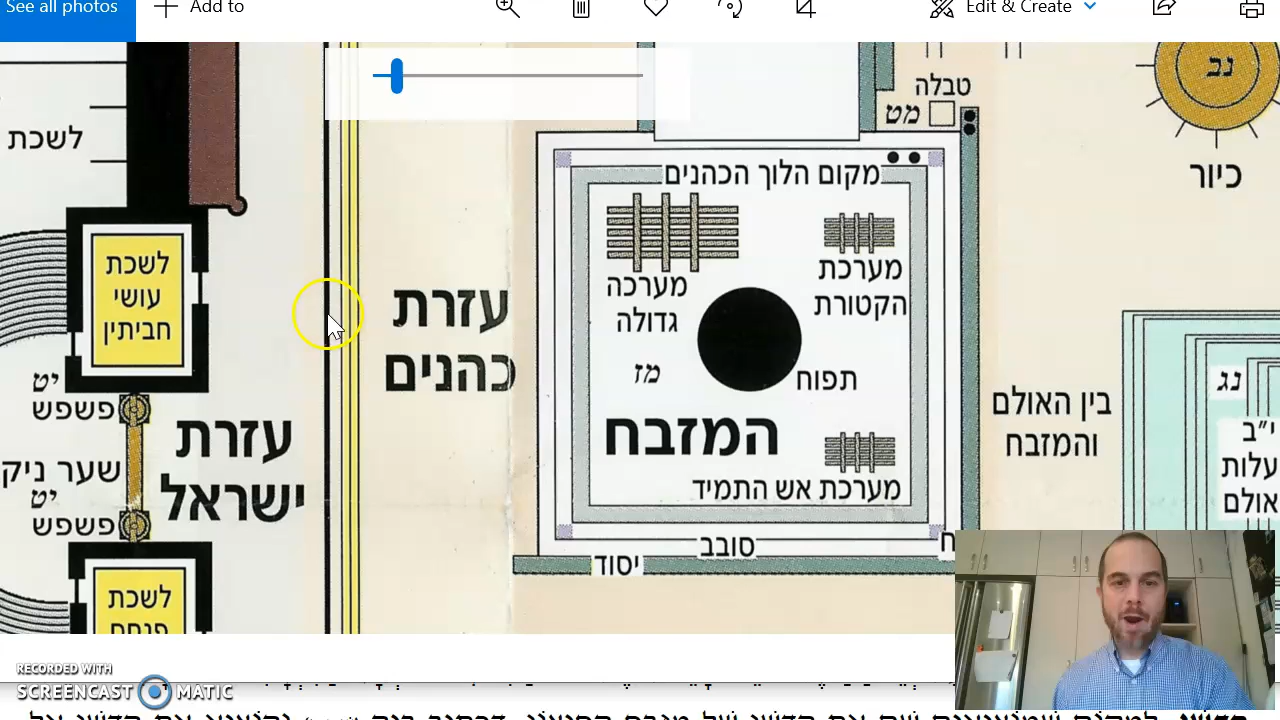 See all photos
Add to
Edit & Create
טבלה
מט
נב
כיור
לשכת
מקום הלוך הכהנים
לשכת
עושי
חביתין
מערכה
גדולה
מערכת
הקטורת
עזרת
כהנים
מז
תפוח
יט
פשפש
עזרת
ישראל
שער ניק
יט
פשפש
המזבח
מערכת אש התמיד
בין האולם
והמזבח
נג
י"ב
עלות
אולם
סובב
יסוד
לשכת
פנחס
RECORDED WITH
SCREENCAST MATIC